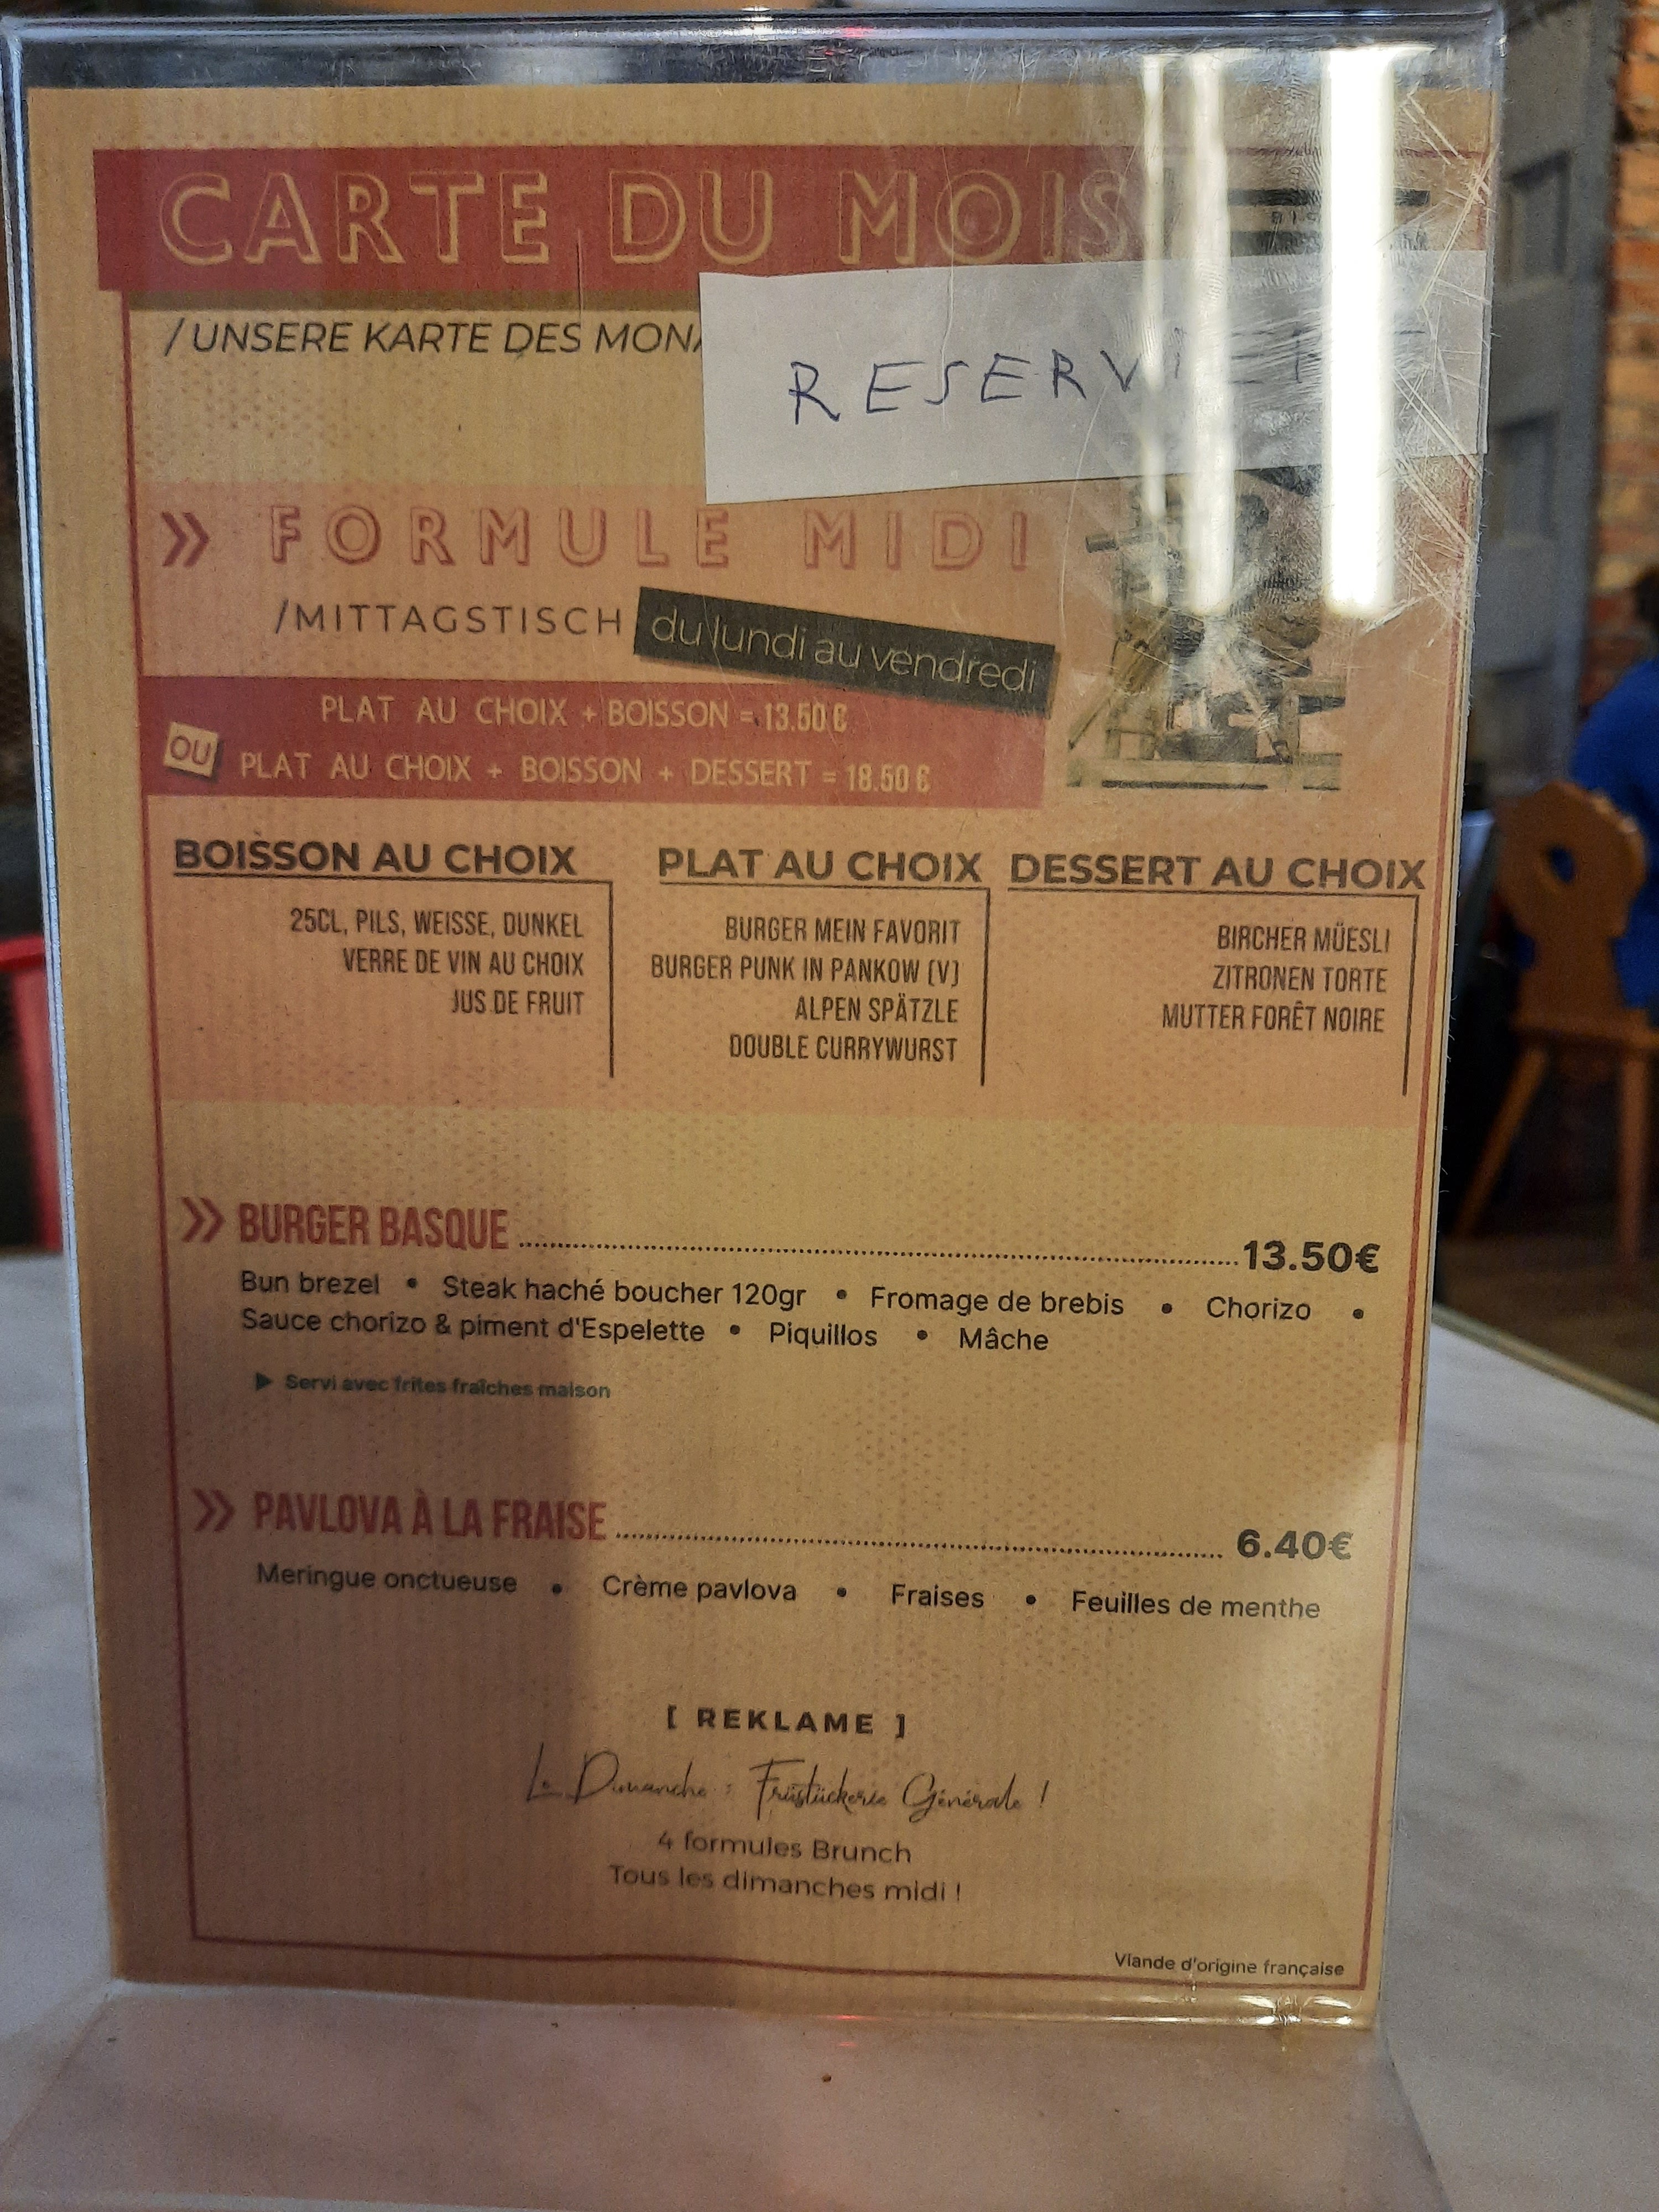 CARTE DU MOIS
/ UNSERE KARTE DES
» FORMULE MIDI
/MITTAGSTISCH
du lundi au vendredi
PLAT AU CHOIX + BOISSON = 13.50 €
OU
PLAT AU CHOIX + BOISSON + DESSERT = 18.50 €
BOISSON AU CHOIX
25CL, PILS, WEISSE, DUNKEL
VERRE DE VIN AU CHOIX
JUS DE FRUIT
PLAT AU CHOIX
BURGER MEIN FAVORIT
BURGER PUNK IN PANKOW (V)
ALPEN SPÄTZLE
DOUBLE CURRYWURST
DESSERT AU CHOIX
BIRCHER MÜESLI
ZITRONEN TORTE
MUTTER FORÊT NOIRE
» BURGER BASQUE 13.50€
Bun brezel • Steak haché boucher 120gr • Fromage de brebis • Chorizo •
Sauce chorizo & piment d'Espelette • Piquillos • Mâche
▶ Servi avec frites fraîches maison
» PAVLOVA À LA FRAISE 6.40€
Meringue onctueuse • Crème pavlova • Fraises • Feuilles de menthe
[ REKLAME ]
Le Dimanche : Früstückerie Générale !
4 formules Brunch
Tous les dimanches midi !
Viande d'origine française